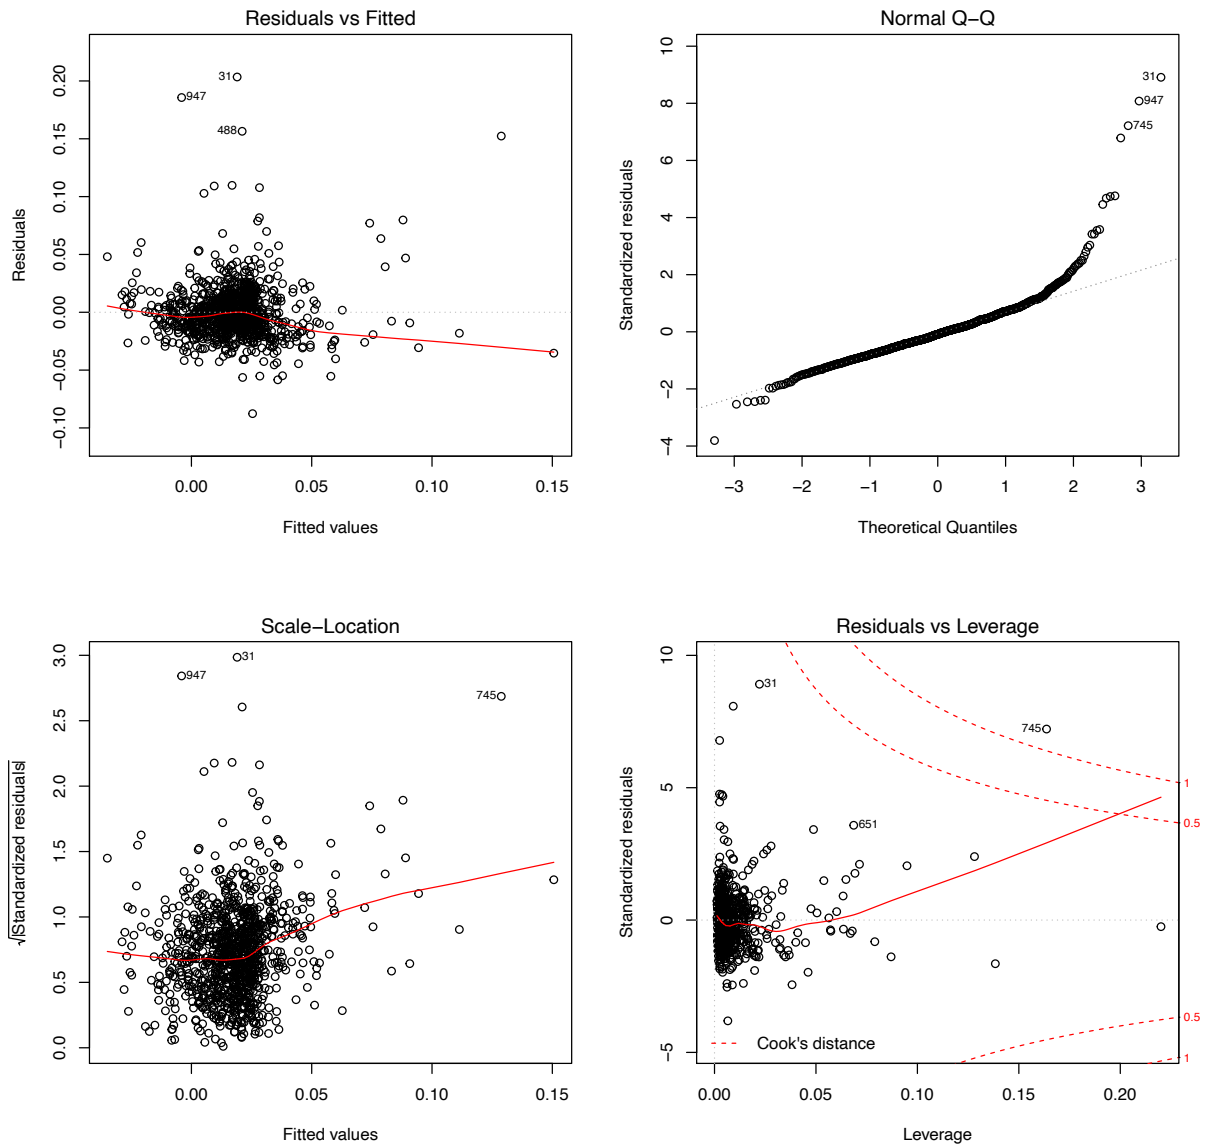 Residuals vs Fitted
Residuals
0.20
0.15
0.10
0.05
0.00
−0.05
−0.10
31
947
488
0.00 0.05 0.10 0.15
Fitted values
Normal Q−Q
Standardized residuals
10
8
6
4
2
0
−2
−4
31
947
745
−3 −2 −1 0 1 2 3
Theoretical Quantiles
Scale−Location
√|Standardized residuals|
3.0
2.5
2.0
1.5
1.0
0.5
0.0
31
947
745
0.00 0.05 0.10 0.15
Fitted values
Residuals vs Leverage
Standardized residuals
10
5
0
−5
31
745
651
1
0.5
0.5
1
Cook's distance
0.00 0.05 0.10 0.15 0.20
Leverage